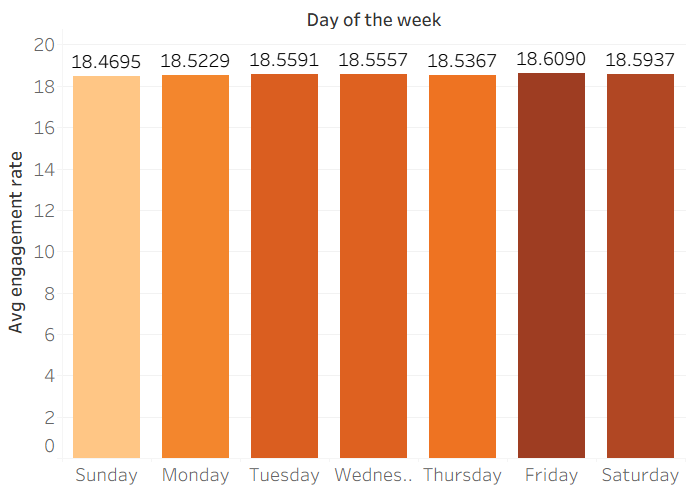 Day of the week
Avg engagement rate
20
18
16
14
12
10
8
6
4
2
0
18.4695 18.5229 18.5591 18.5557 18.5367 18.6090 18.5937
Sunday Monday Tuesday Wednes.. Thursday Friday Saturday